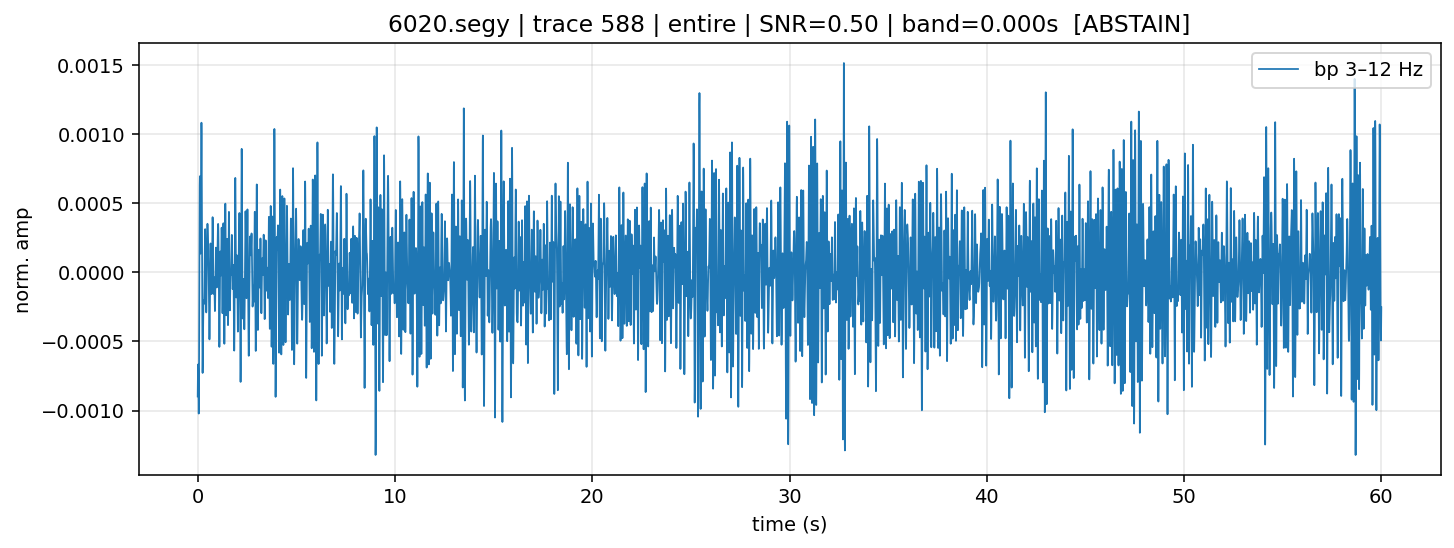 6020.segy | trace 588 | entire | SNR=0.50 | band=0.000s  [ABSTAIN]
bp 3–12 Hz
norm. amp
0.0015
0.0010
0.0005
0.0000
−0.0005
−0.0010
0 10 20 30 40 50 60
time (s)